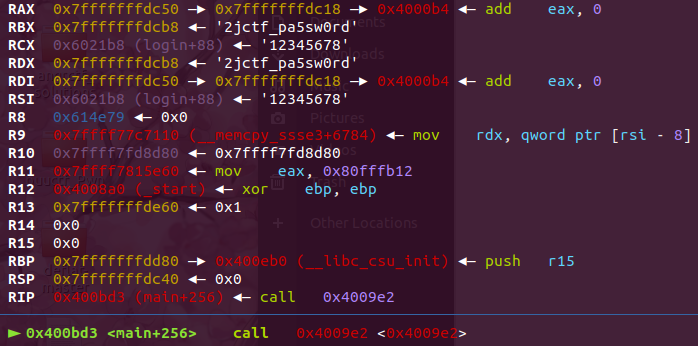 RAX 0x7fffffffdc50 —▸ 0x7fffffffdc18 —▸ 0x4000b4 ◂— add eax, 0
RBX 0x7fffffffdcb8 ◂— '2jctf_pa5sw0rd'
RCX 0x6021b8 (login+88) ◂— '12345678'
RDX 0x7fffffffdcb8 ◂— '2jctf_pa5sw0rd'
RDI 0x7fffffffdc50 —▸ 0x7fffffffdc18 —▸ 0x4000b4 ◂— add eax, 0
RSI 0x6021b8 (login+88) ◂— '12345678'
R8 0x614e79 ◂— 0x0
R9 0x7ffff77c7110 (__memcpy_ssse3+6784) ◂— mov rdx, qword ptr [rsi - 8]
R10 0x7ffff7fd8d80 ◂— 0x7ffff7fd8d80
R11 0x7ffff7815e60 ◂— mov eax, 0x80fffb12
R12 0x4008a0 (_start) ◂— xor ebp, ebp
R13 0x7fffffffde60 ◂— 0x1
R14 0x0
R15 0x0
RBP 0x7fffffffdd80 —▸ 0x400eb0 (__libc_csu_init) ◂— push r15
RSP 0x7fffffffdc40 ◂— 0x0
RIP 0x400bd3 (main+256) ◂— call 0x4009e2
► 0x400bd3 <main+256> call 0x4009e2 <0x4009e2>
Pictures
Other Locations